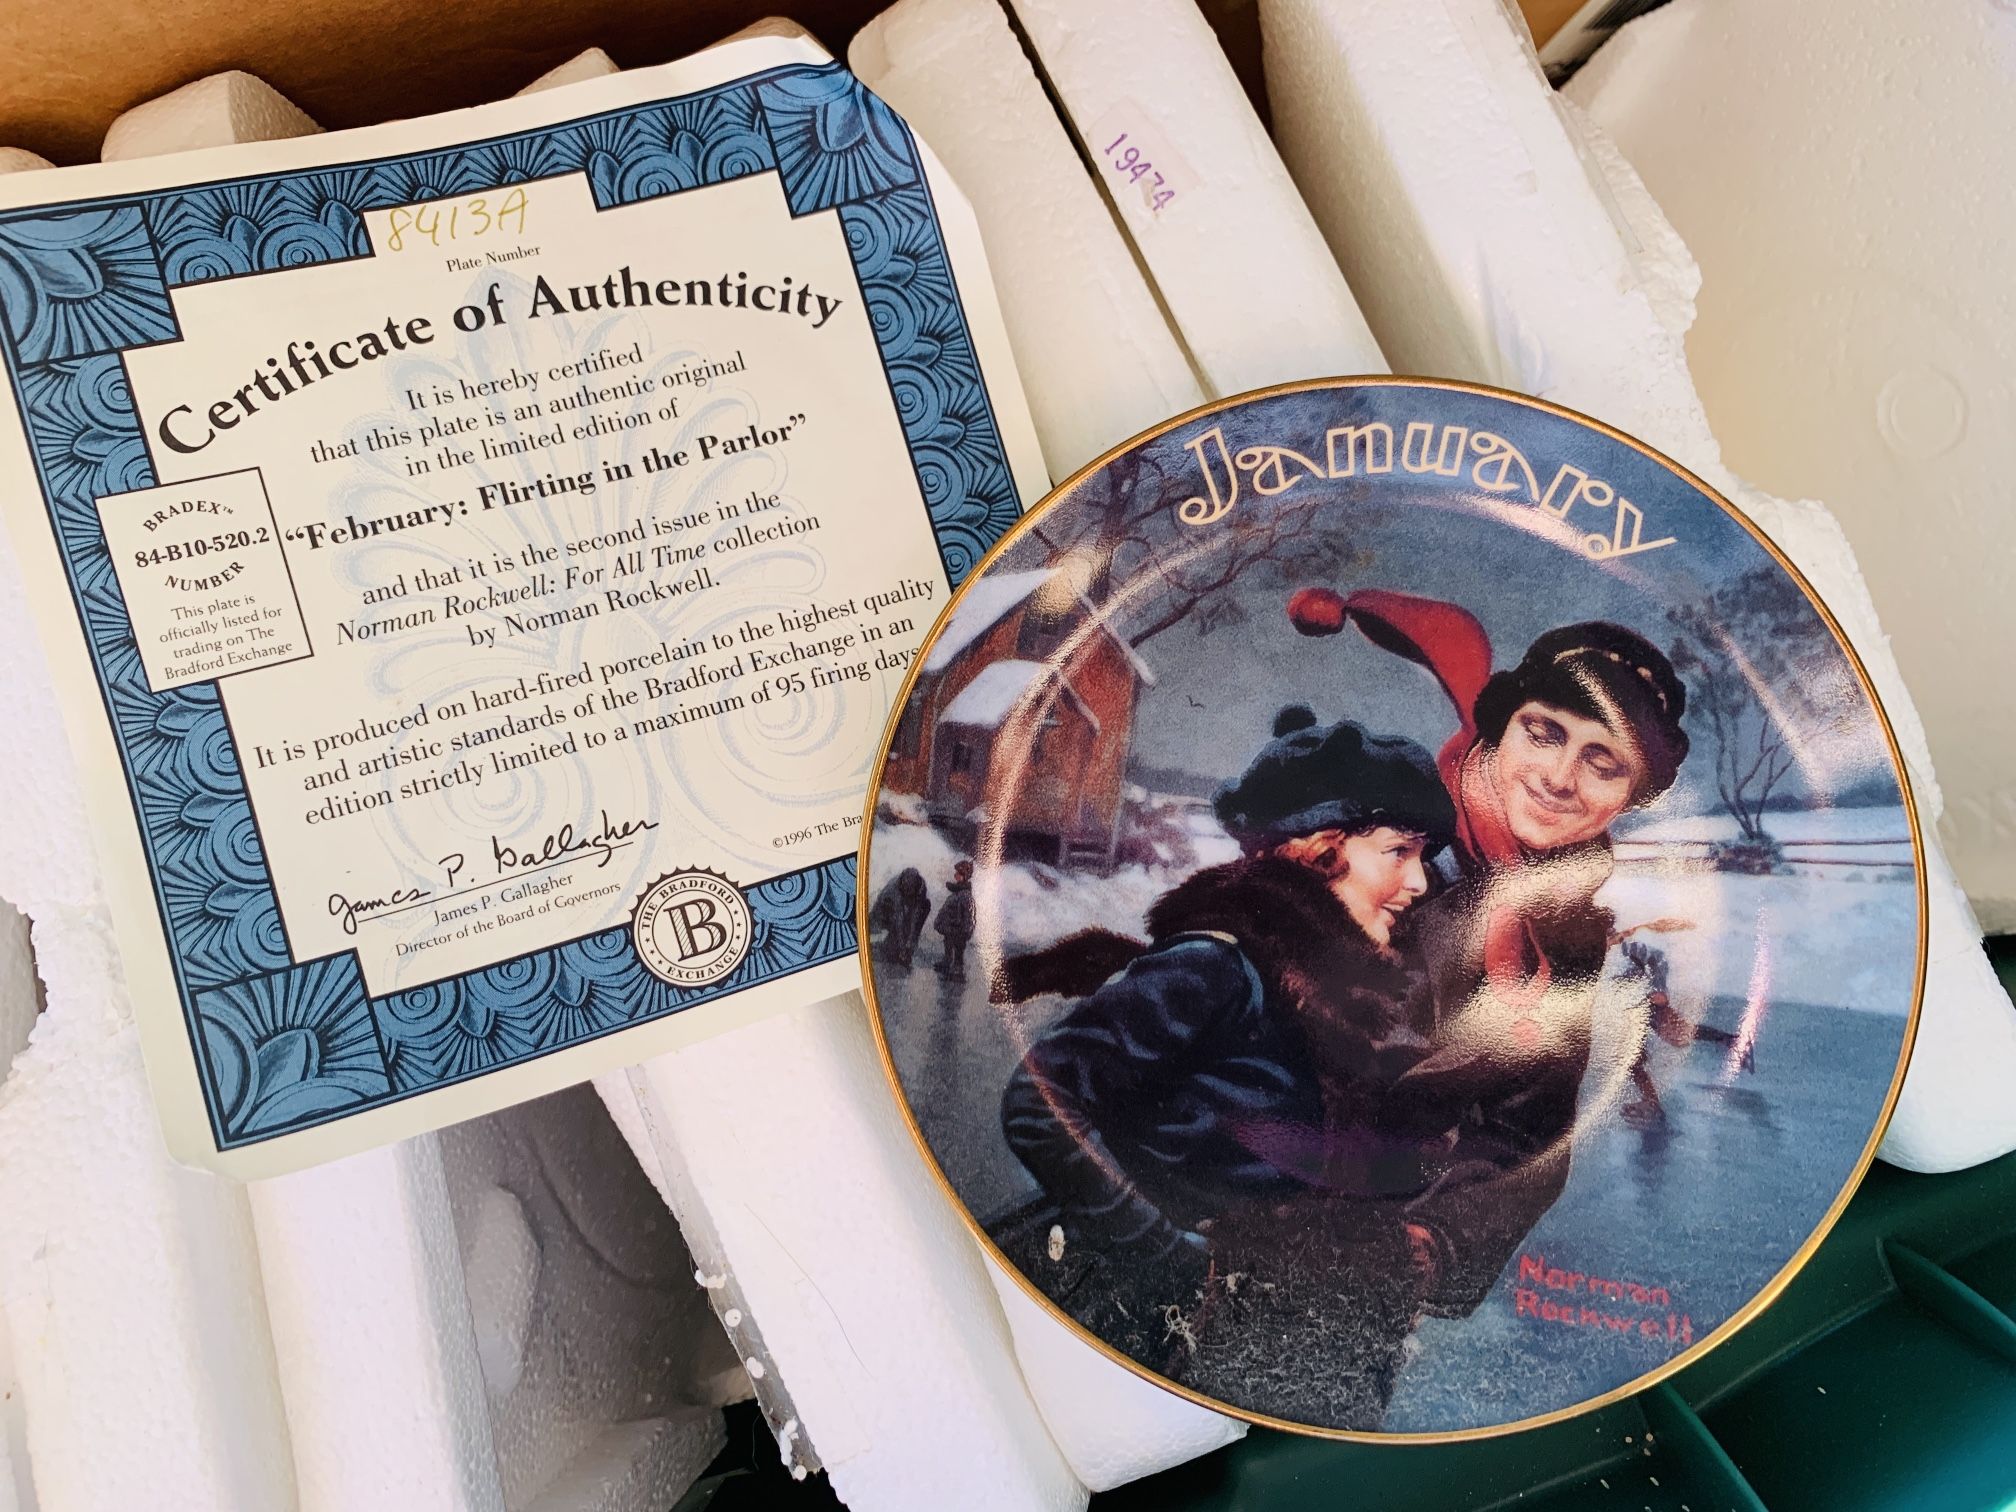 8413A
Plate Number
Certificate of Authenticity
It is hereby certified
that this plate is an authentic original
in the limited edition of
“February: Flirting in the Parlor”
and that it is the second issue in the
Norman Rockwell: For All Time collection
by Norman Rockwell.
It is produced on hard-fired porcelain to the highest quality
and artistic standards of the Bradford Exchange in an
edition strictly limited to a maximum of 95 firing days
BRADEX™
84-B10-520.2
NUMBER
This plate is
officially listed for
trading on The
Bradford Exchange
James P. Gallagher
James P. Gallagher
Director of the Board of Governors
©1996 The
THE BRADFORD
B
EXCHANGE
19474
January
Norman
Rockwell